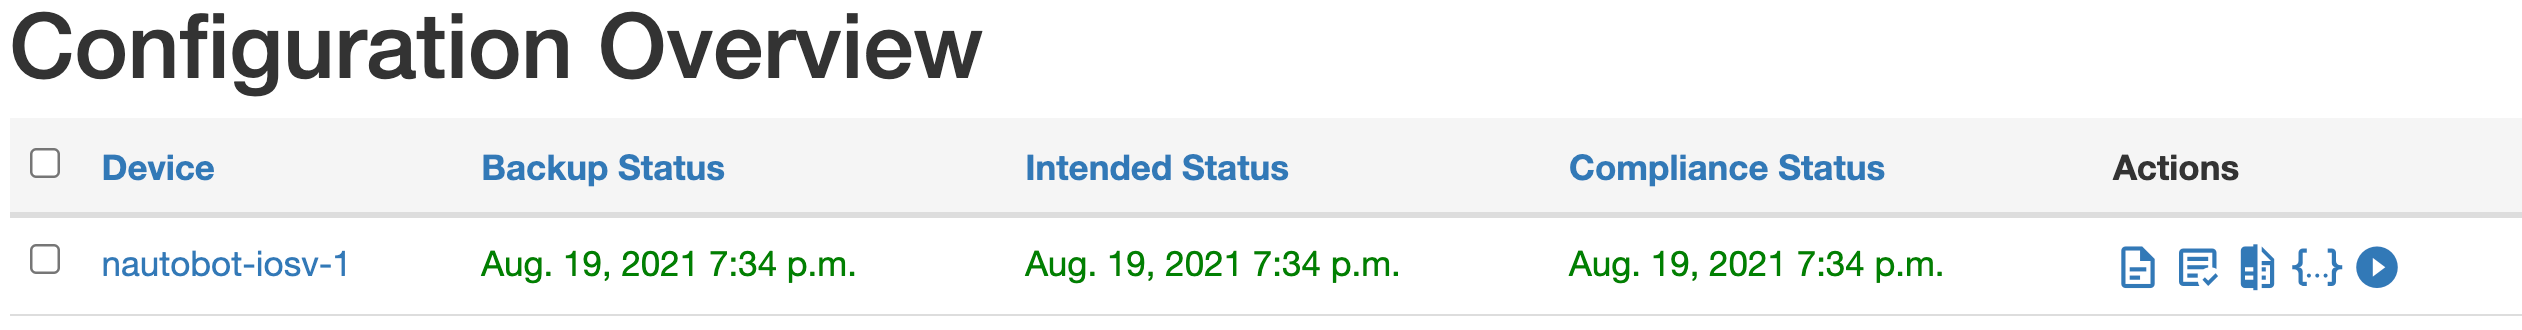 Configuration Overview
Device Backup Status Intended Status Compliance Status Actions
nautobot-iosv-1 Aug. 19, 2021 7:34 p.m. Aug. 19, 2021 7:34 p.m. Aug. 19, 2021 7:34 p.m. {...}